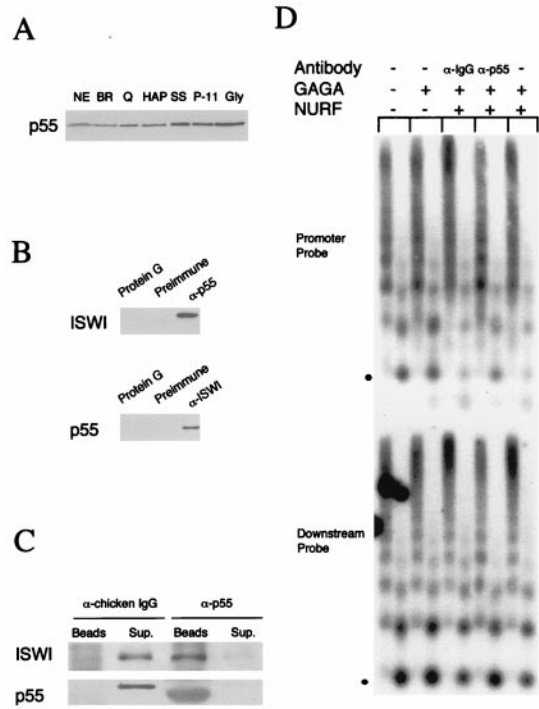 A
NE BR Q HAP SS P-11 Gly
p55
B
Protein G Preimmune α-p55
ISWI
Protein G Preimmune α-ISWI
p55
C
α-chicken IgG α-p55
Beads Sup. Beads Sup.
ISWI
p55
D
Antibody - - α-IgG α-p55 -
GAGA - + + + +
NURF - - + + +
Promoter
Probe
Downstream
Probe